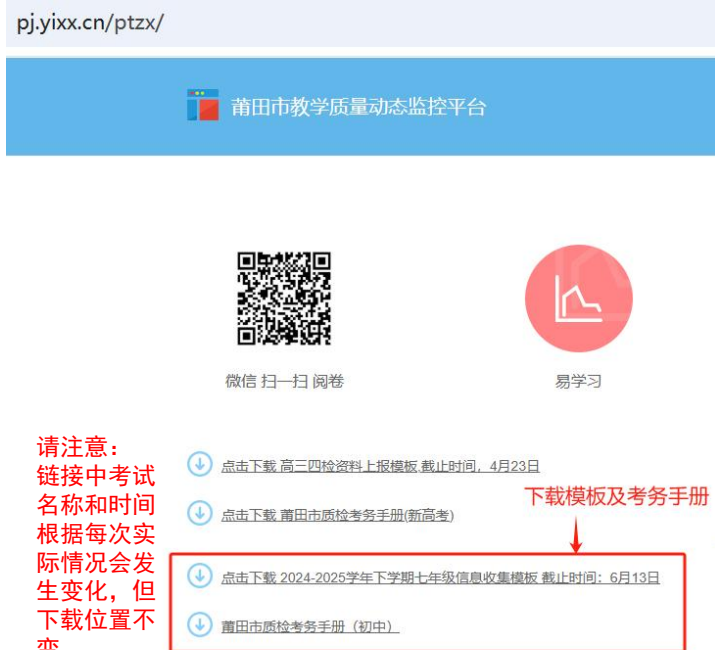 pj.yixx.cn/ptzx/
莆田市教学质量动态监控平台
微信 扫一扫 阅卷
易学习
请注意：
链接中考试
名称和时间
根据每次实
际情况会发
生变化，但
下载位置不
变
点击下载 高三四检资料上报模板,截止时间，4月23日
下载模板及考务手册
点击下载 莆田市质检考务手册(新高考)
点击下载 2024-2025学年下学期七年级信息收集模板 截止时间：6月13日
莆田市质检考务手册（初中）